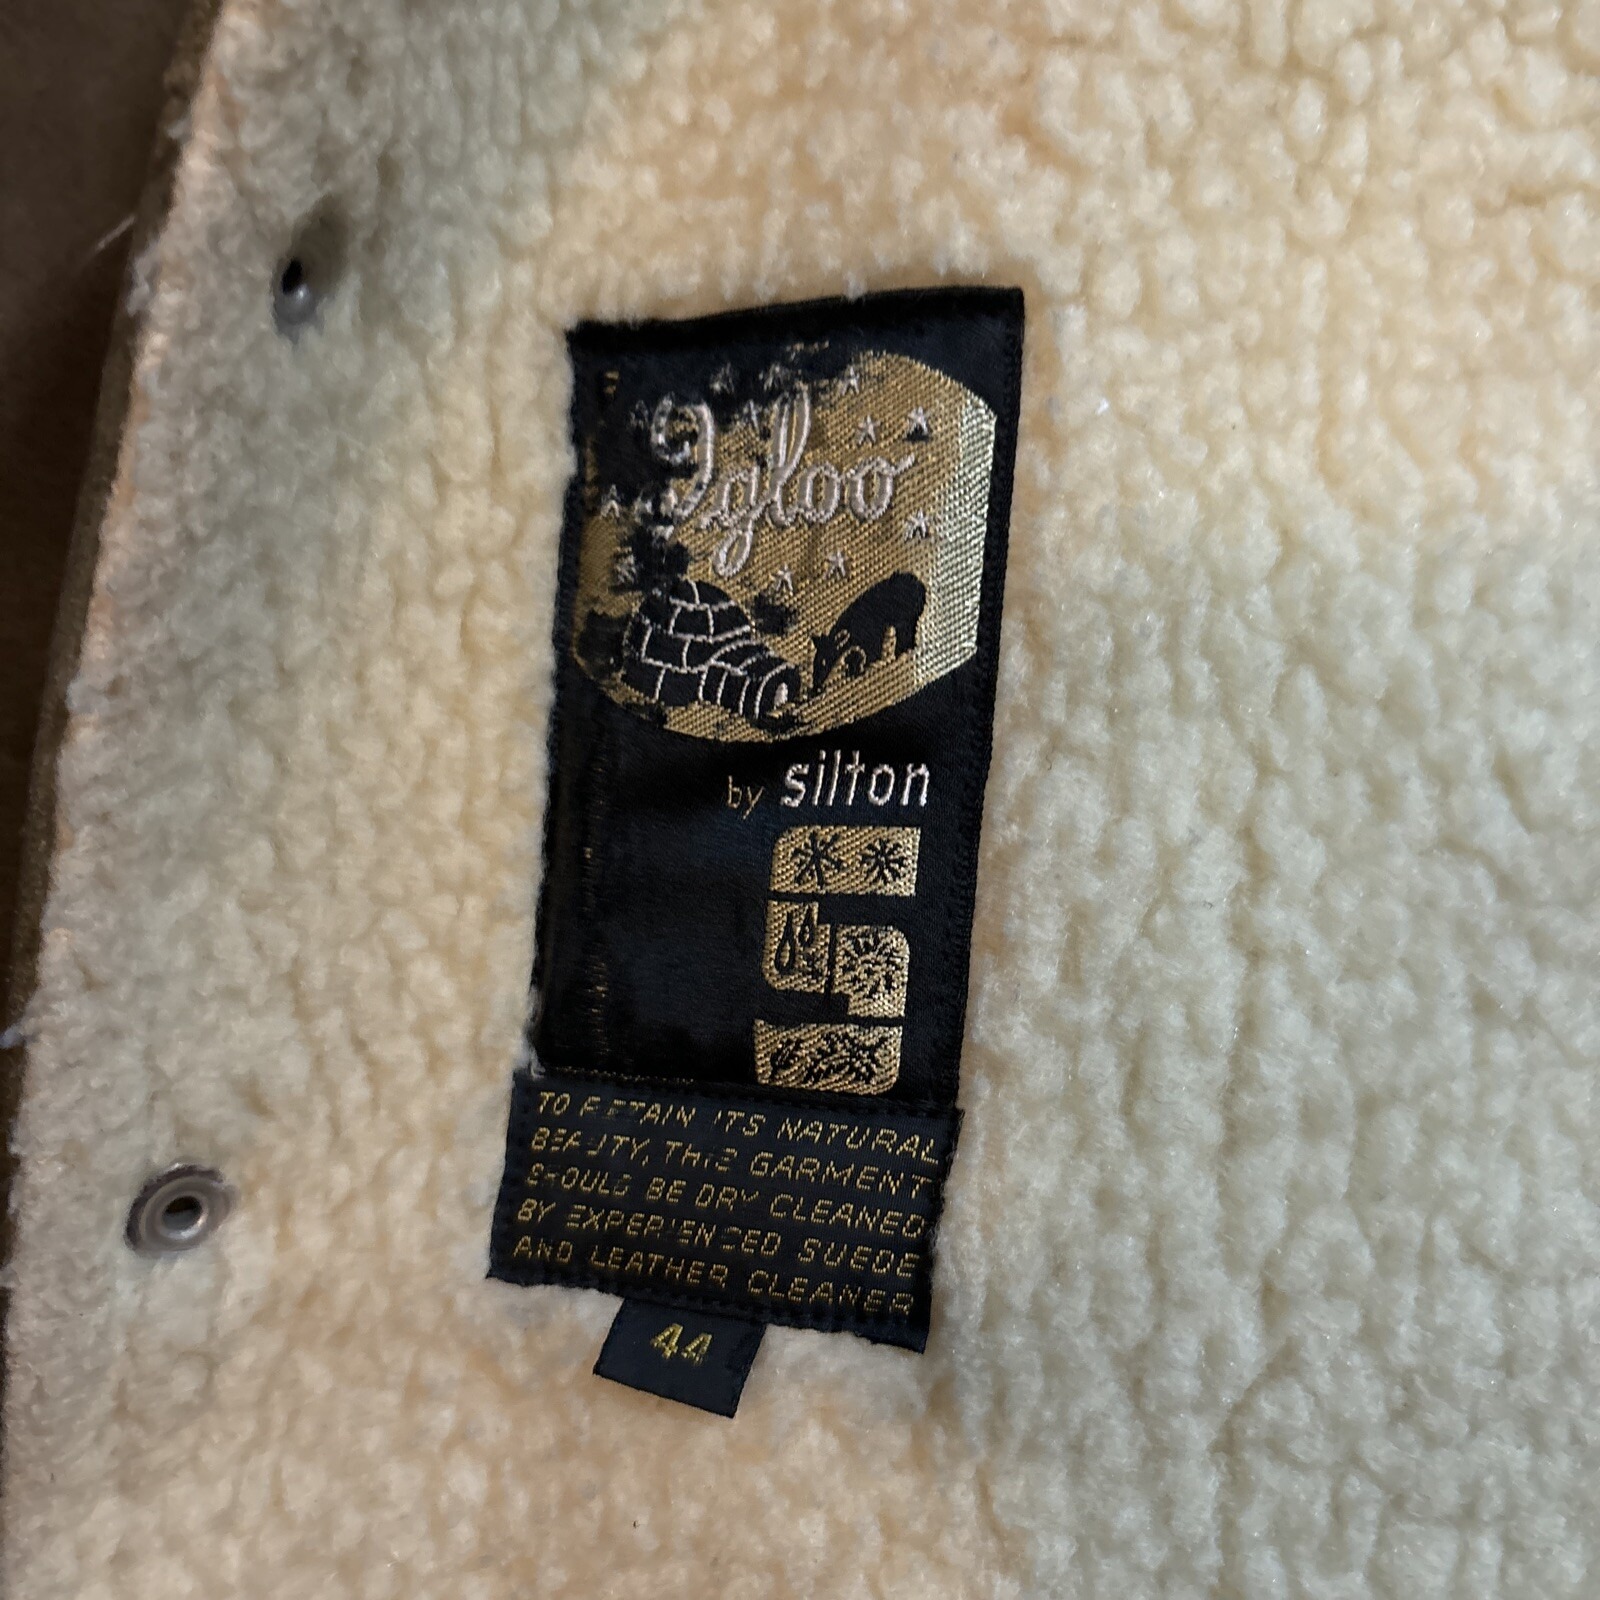 Igloo
by silton
TO RETAIN ITS NATURAL
BEAUTY, THIS GARMENT
SHOULD BE DRY CLEANED
BY EXPERIENCED SUEDE
AND LEATHER CLEANER
44